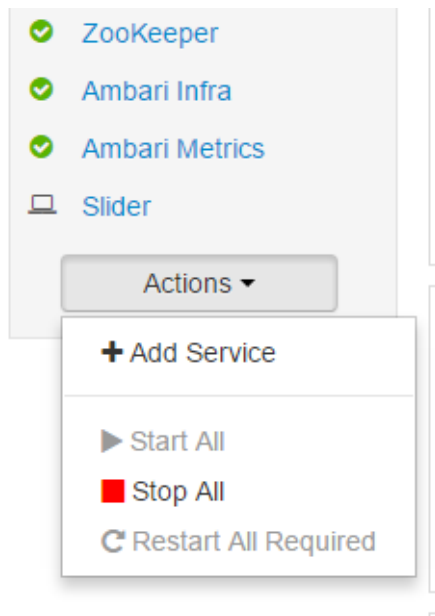 ZooKeeper
Ambari Infra
Ambari Metrics
Slider
Actions
Add Service
Start All
Stop All
Restart All Required